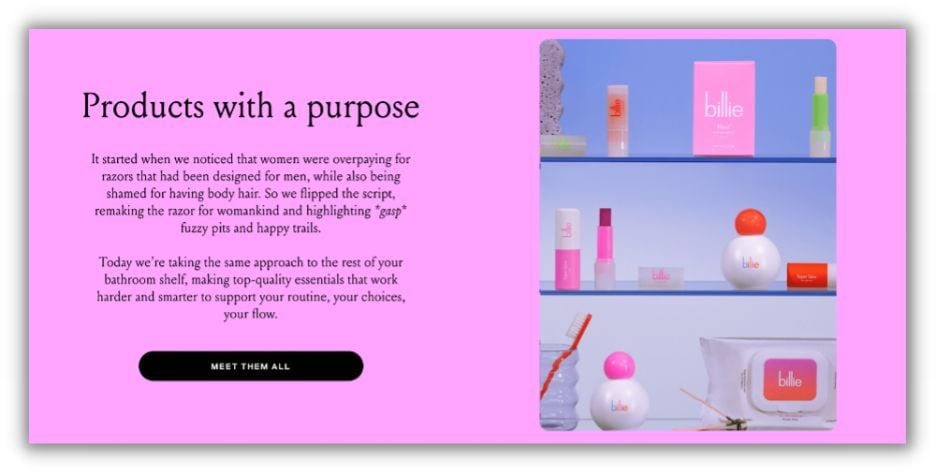 Products with a purpose
It started when we noticed that women were overpaying for
razors that had been designed for men, while also being
shamed for having body hair. So we flipped the script,
remaking the razor for womankind and highlighting *gasp*
fuzzy pits and happy trails.
Today we're taking the same approach to the rest of your
bathroom shelf, making top-quality essentials that work
harder and smarter to support your routine, your choices,
your flow.
MEET THEM ALL
billie
billie
billie
billie
billie
billie
billie
billie